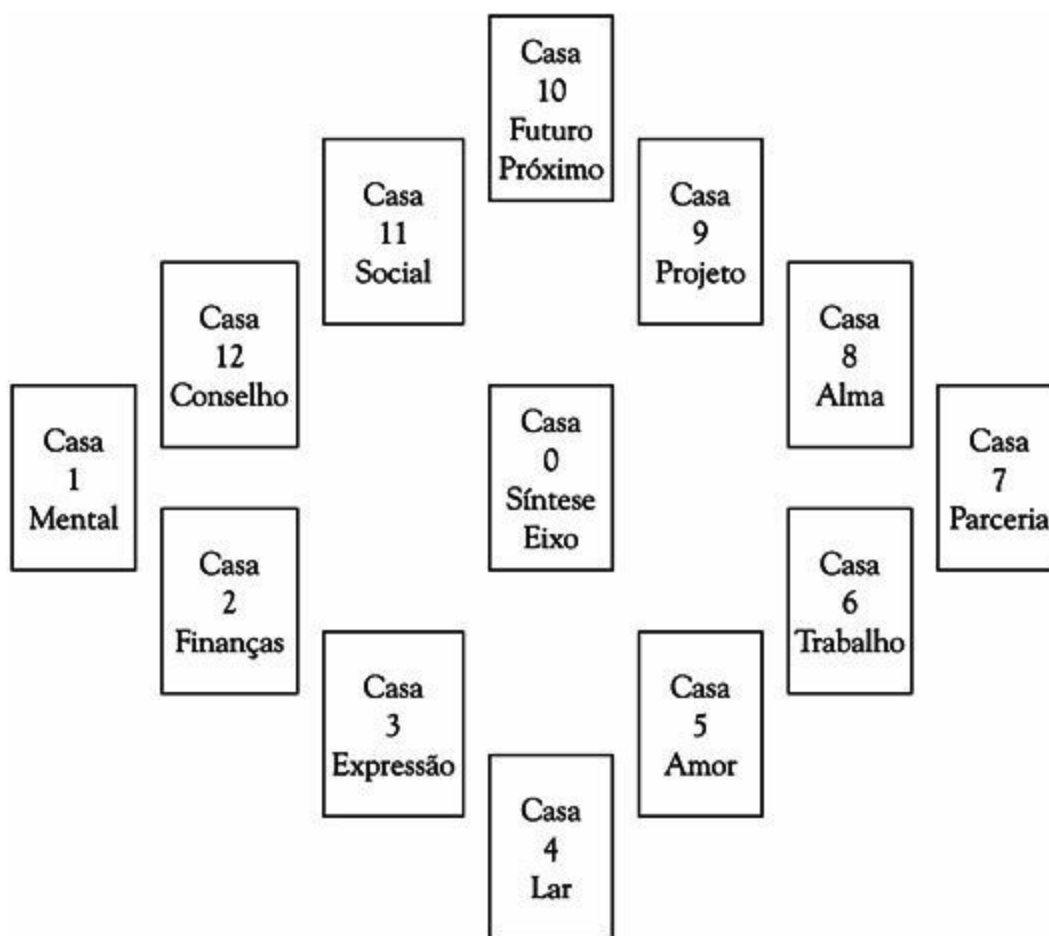 Casa
10
Futuro
Próximo
Casa
11
Social
Casa
9
Projeto
Casa
12
Conselho
Casa
8
Alma
Casa
1
Mental
Casa
0
Síntese
Eixo
Casa
7
Parceria
Casa
2
Finanças
Casa
6
Trabalho
Casa
3
Expressão
Casa
5
Amor
Casa
4
Lar